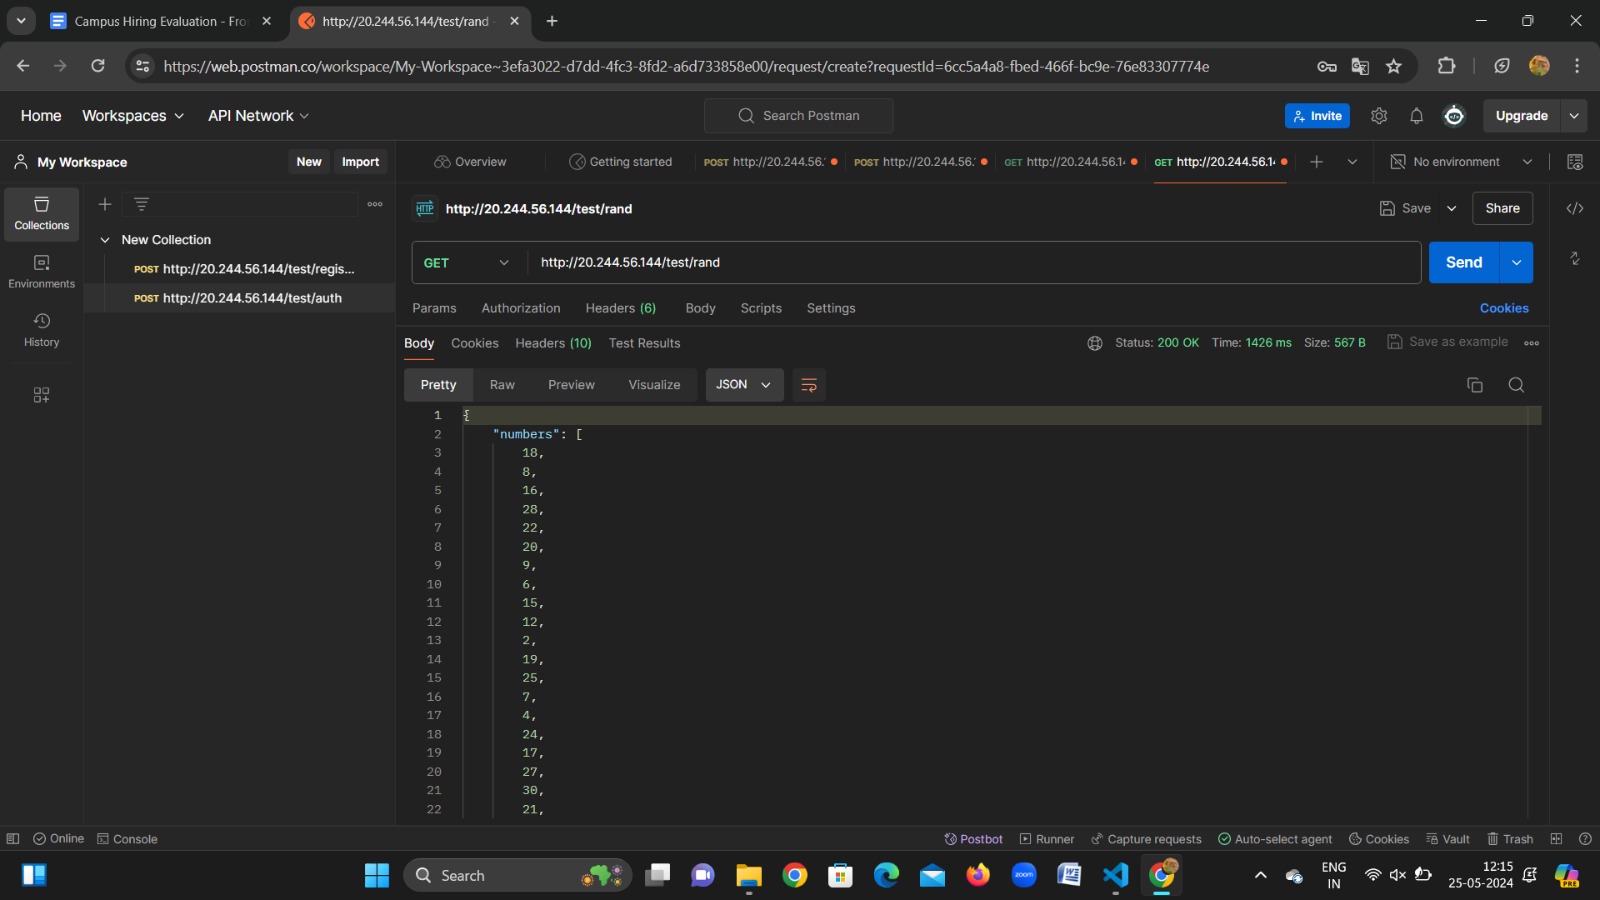 Campus Hiring Evaluation - Fro
http://20.244.56.144/test/rand -
https://web.postman.co/workspace/My-Workspace~3efa3022-d7dd-4fc3-8fd2-a6d733858e00/request/create?requestId=6cc5a4a8-fbed-466f-bc9e-76e83307774e
Home Workspaces API Network Search Postman Invite Upgrade
My Workspace New Import Overview Getting started POST http://20.244.56.: POST http://20.244.56.: GET http://20.244.56.14 GET http://20.244.56.14 No environment
Collections
Environments
History
New Collection
POST http://20.244.56.144/test/regis...
POST http://20.244.56.144/test/auth
HTTP http://20.244.56.144/test/rand Save Share
GET http://20.244.56.144/test/rand Send
Params Authorization Headers (6) Body Scripts Settings Cookies
Body Cookies Headers (10) Test Results Status: 200 OK Time: 1426 ms Size: 567 B Save as example
Pretty Raw Preview Visualize JSON
1 {
2 "numbers": [
3 18,
4 8,
5 16,
6 28,
7 22,
8 20,
9 9,
10 6,
11 15,
12 12,
13 2,
14 19,
15 25,
16 7,
17 4,
18 24,
19 17,
20 27,
21 30,
22 21,
Online Console Postbot Runner Capture requests Auto-select agent Cookies Vault Trash
Search zoom ENG 12:15
IN 25-05-2024 PRE